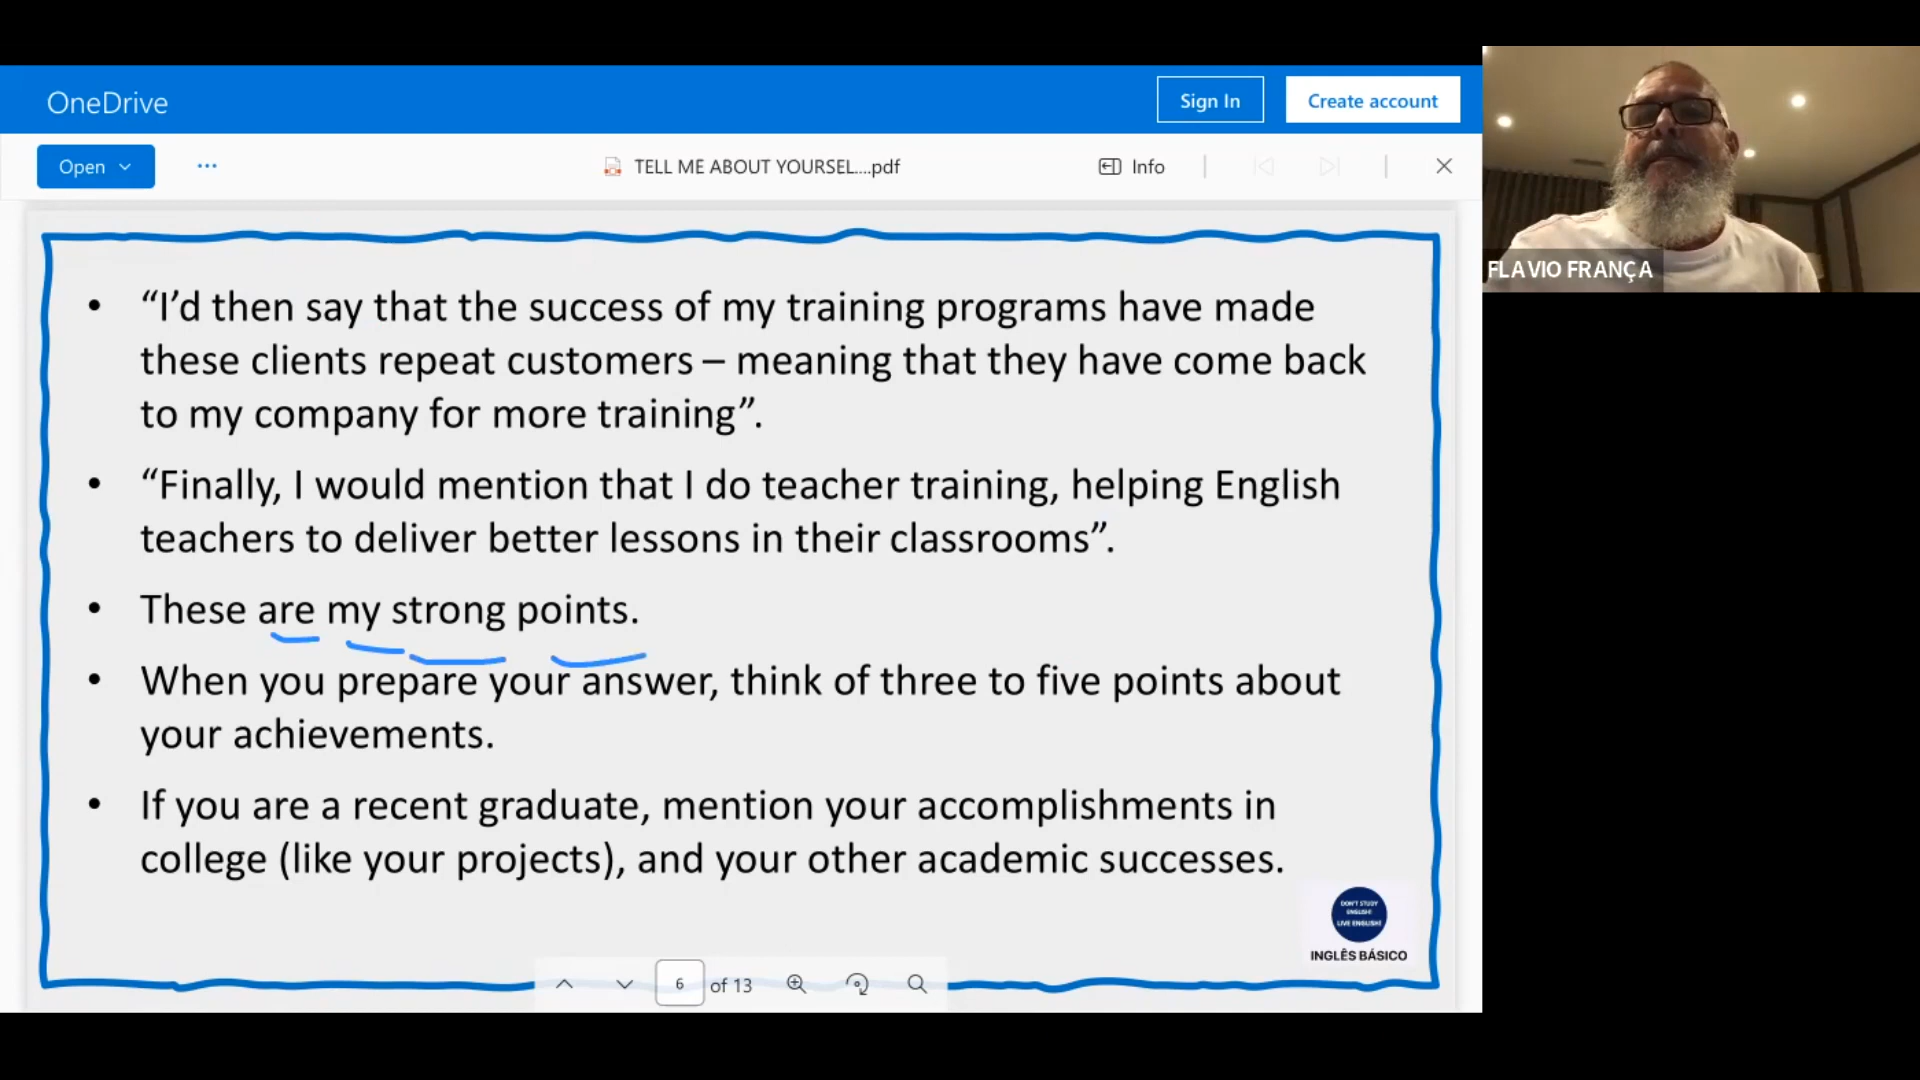 OneDrive
Sign In
Create account
Open
TELL ME ABOUT YOURSEL....pdf
Info
FLAVIO FRANÇA
• “I’d then say that the success of my training programs have made
these clients repeat customers – meaning that they have come back
to my company for more training”.
• “Finally, I would mention that I do teacher training, helping English
teachers to deliver better lessons in their classrooms”.
• These are my strong points.
• When you prepare your answer, think of three to five points about
your achievements.
• If you are a recent graduate, mention your accomplishments in
college (like your projects), and your other academic successes.
DON'T STUDY
ENGLISH!
LIVE ENGLISH!
INGLÊS BÁSICO
6 of 13